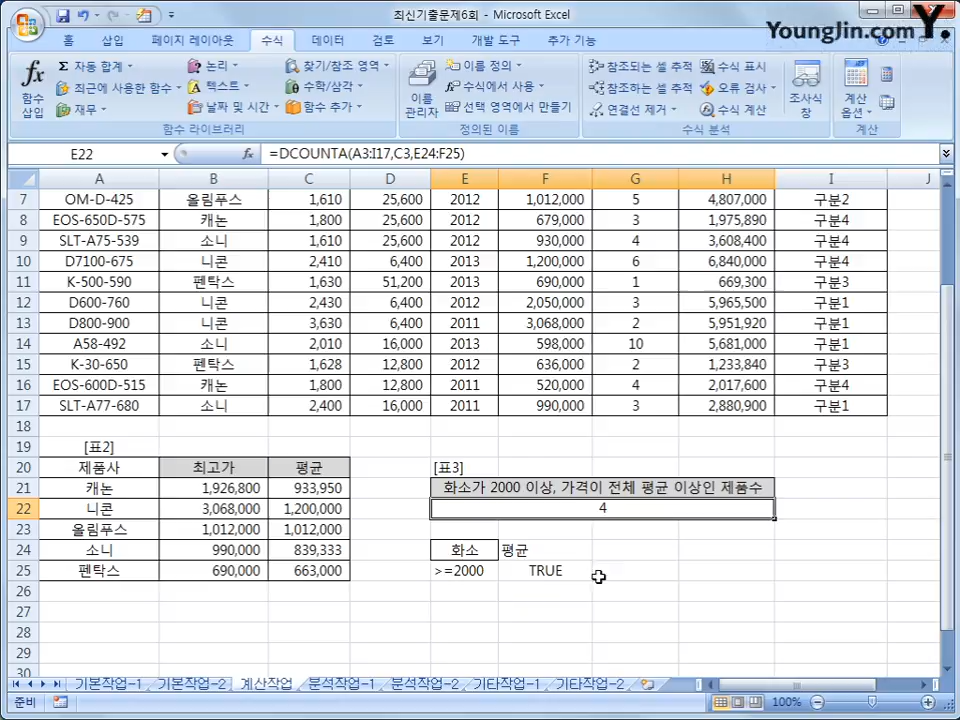 최신기출문제6회 - Microsoft Excel
YoungJin.com Y.
홈 삽입 페이지 레이아웃 수식 데이터 검토 보기 개발 도구 추가 기능
함수 삽입
Σ 자동 합계
최근에 사용한 함수
재무
논리
텍스트
날짜 및 시간
찾기/참조 영역
수학/삼각
함수 추가
함수 라이브러리
이름 관리자
이름 정의
수식에서 사용
선택 영역에서 만들기
정의된 이름
참조되는 셀 추적
참조하는 셀 추적
연결선 제거
수식 표시
오류 검사
수식 계산
수식 분석
조사식 창
계산 옵션
계산
E22 fx =DCOUNTA(A3:I17,C3,E24:F25)
A B C D E F G H I J
7 OM-D-425 올림푸스 1,610 25,600 2012 1,012,000 5 4,807,000 구분2
8 EOS-650D-575 캐논 1,800 25,600 2012 679,000 3 1,975,890 구분4
9 SLT-A75-539 소니 1,610 25,600 2012 930,000 4 3,608,400 구분4
10 D7100-675 니콘 2,410 6,400 2013 1,200,000 6 6,840,000 구분4
11 K-500-590 펜탁스 1,630 51,200 2013 690,000 1 669,300 구분3
12 D600-760 니콘 2,430 6,400 2012 2,050,000 3 5,965,500 구분1
13 D800-900 니콘 3,630 6,400 2011 3,068,000 2 5,951,920 구분1
14 A58-492 소니 2,010 16,000 2013 598,000 10 5,681,000 구분1
15 K-30-650 펜탁스 1,628 12,800 2012 636,000 2 1,233,840 구분3
16 EOS-600D-515 캐논 1,800 12,800 2011 520,000 4 2,017,600 구분4
17 SLT-A77-680 소니 2,400 16,000 2011 990,000 3 2,880,900 구분1
18
19 [표2]
20 제품사 최고가 평균 [표3]
21 캐논 1,926,800 933,950 화소가 2000 이상, 가격이 전체 평균 이상인 제품수
22 니콘 3,068,000 1,200,000 4
23 올림푸스 1,012,000 1,012,000
24 소니 990,000 839,333 화소 평균
25 펜탁스 690,000 663,000 >=2000 TRUE
26
27
28
29
30
기본작업-1 기본작업-2 계산작업 분석작업-1 분석작업-2 기타작업-1 기타작업-2
준비 100%